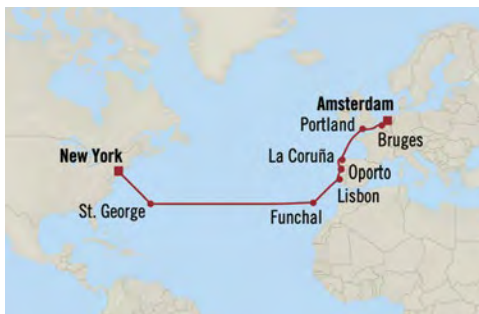 Amsterdam
Portland
Bruges
La Coruña
New York
Oporto
Lisbon
St. George
Funchal